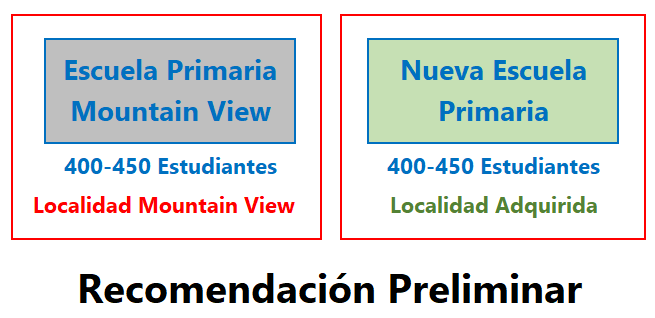 Escuela Primaria
Mountain View
400-450 Estudiantes
Localidad Mountain View
Nueva Escuela
Primaria
400-450 Estudiantes
Localidad Adquirida
Recomendación Preliminar